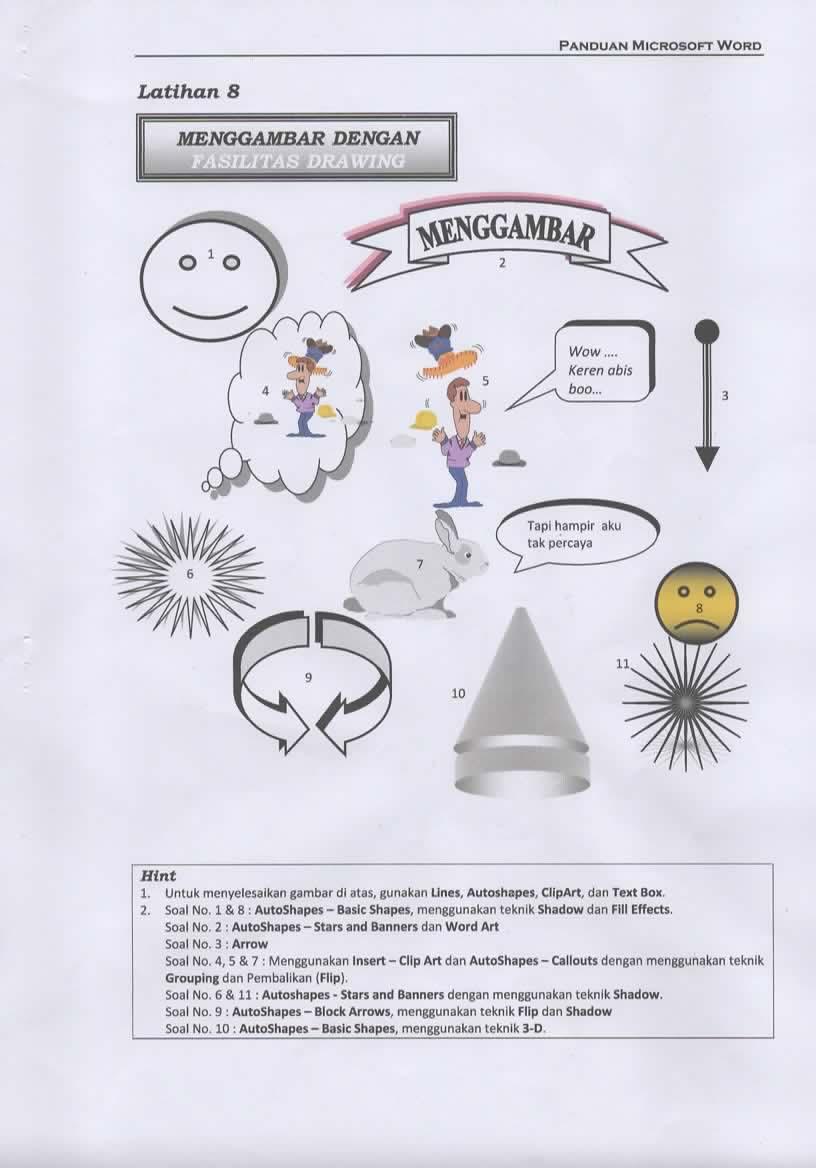 PANDUAN MICROSOFT WORD
Latihan 8
MENGGAMBAR DENGAN
FASILITAS DRAWING
MENGGAMBAR
1
2
Wow ....
Keren abis
boo...
3
4
5
Tapi hampir aku
tak percaya
6
7
8
9
10
11
Hint
1. Untuk menyelesaikan gambar di atas, gunakan Lines, Autoshapes, ClipArt, dan Text Box.
2. Soal No. 1 & 8 : AutoShapes – Basic Shapes, menggunakan teknik Shadow dan Fill Effects.
Soal No. 2 : AutoShapes – Stars and Banners dan Word Art
Soal No. 3 : Arrow
Soal No. 4, 5 & 7 : Menggunakan Insert – Clip Art dan AutoShapes – Callouts dengan menggunakan teknik
Grouping dan Pembalikan (Flip).
Soal No. 6 & 11 : Autoshapes - Stars and Banners dengan menggunakan teknik Shadow.
Soal No. 9 : AutoShapes – Block Arrows, menggunakan teknik Flip dan Shadow
Soal No. 10 : AutoShapes – Basic Shapes, menggunakan teknik 3-D.